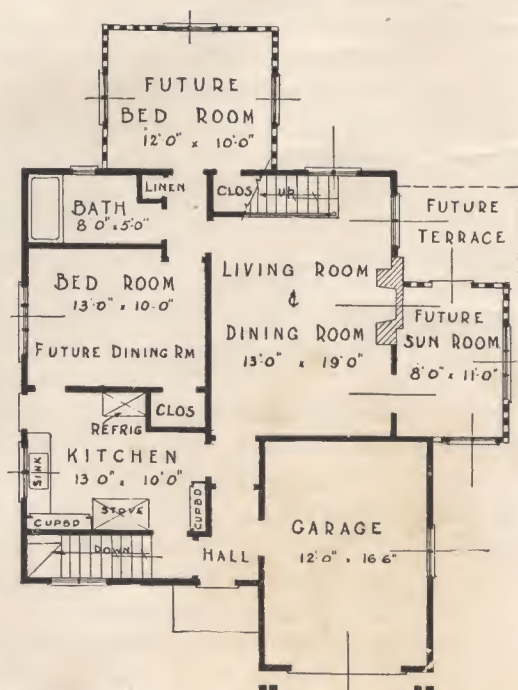 FUTURE
BED ROOM
12'0" x 10'0"
LINEN
CLOS
UP
BATH
8'0" x 5'0"
FUTURE
TERRACE
BED ROOM
13'0" x 10'0"
FUTURE DINING RM
LIVING ROOM
&
DINING ROOM
13'0" x 19'0"
FUTURE
SUN ROOM
8'0" x 11'0"
REFRIG
CLOS
KITCHEN
13'0" x 10'0"
SINK
CUPBD
STOVE
CUPBD
DOWN
HALL
GARAGE
12'0" x 16'6"